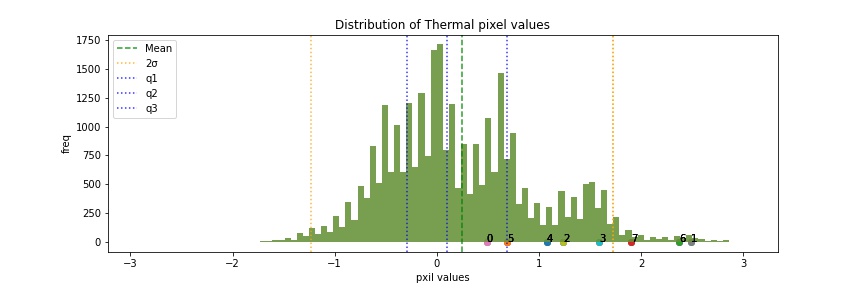 Distribution of Thermal pixel values
Mean
2σ
q1
q2
q3
freq
1750
1500
1250
1000
750
500
250
0
0 5 4 2 3 7 6 1
−3 −2 −1 0 1 2 3
pxil values